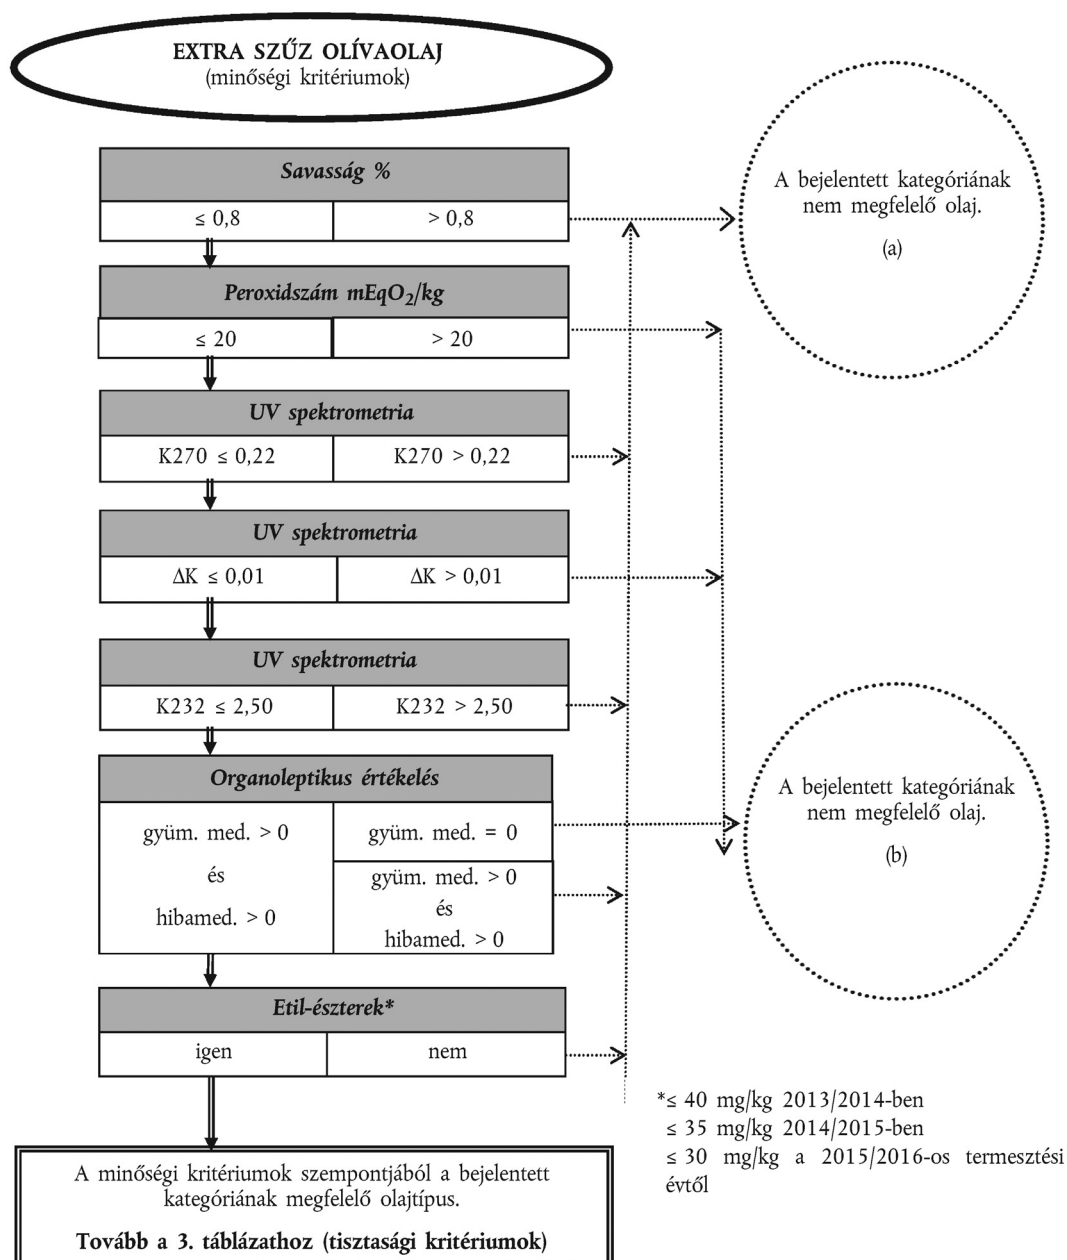 EXTRA SZŰZ OLÍVAOLAJ
(minőségi kritériumok)
Savasság %
≤ 0,8
> 0,8
A bejelentett kategóriának
nem megfelelő olaj.
(a)
Peroxidszám mEqO2/kg
≤ 20
> 20
UV spektrometria
K270 ≤ 0,22
K270 > 0,22
UV spektrometria
ΔK ≤ 0,01
ΔK > 0,01
UV spektrometria
K232 ≤ 2,50
K232 > 2,50
Organoleptikus értékelés
gyüm. med. > 0
és
hibamed. > 0
gyüm. med. = 0
gyüm. med. > 0
és
hibamed. > 0
A bejelentett kategóriának
nem megfelelő olaj.
(b)
Etil-észterek*
igen
nem
*≤ 40 mg/kg 2013/2014-ben
≤ 35 mg/kg 2014/2015-ben
≤ 30 mg/kg a 2015/2016-os termesztési
évtől
A minőségi kritériumok szempontjából a bejelentett
kategóriának megfelelő olajtípus.
Tovább a 3. táblázathoz (tisztasági kritériumok)